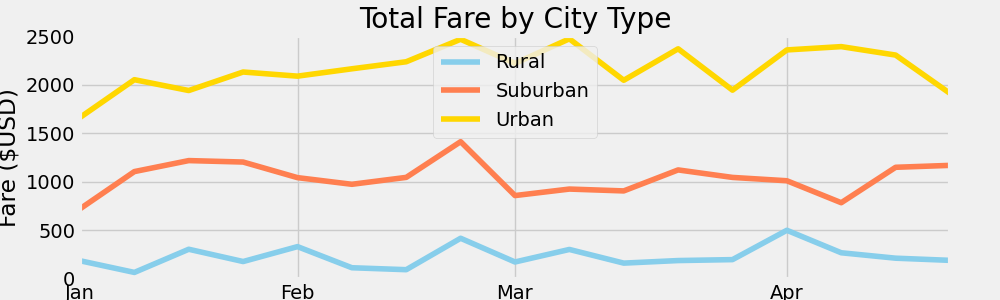 Total Fare by City Type
Fare ($USD)
2500
2000
1500
1000
500
0
Rural
Suburban
Urban
Jan Feb Mar Apr